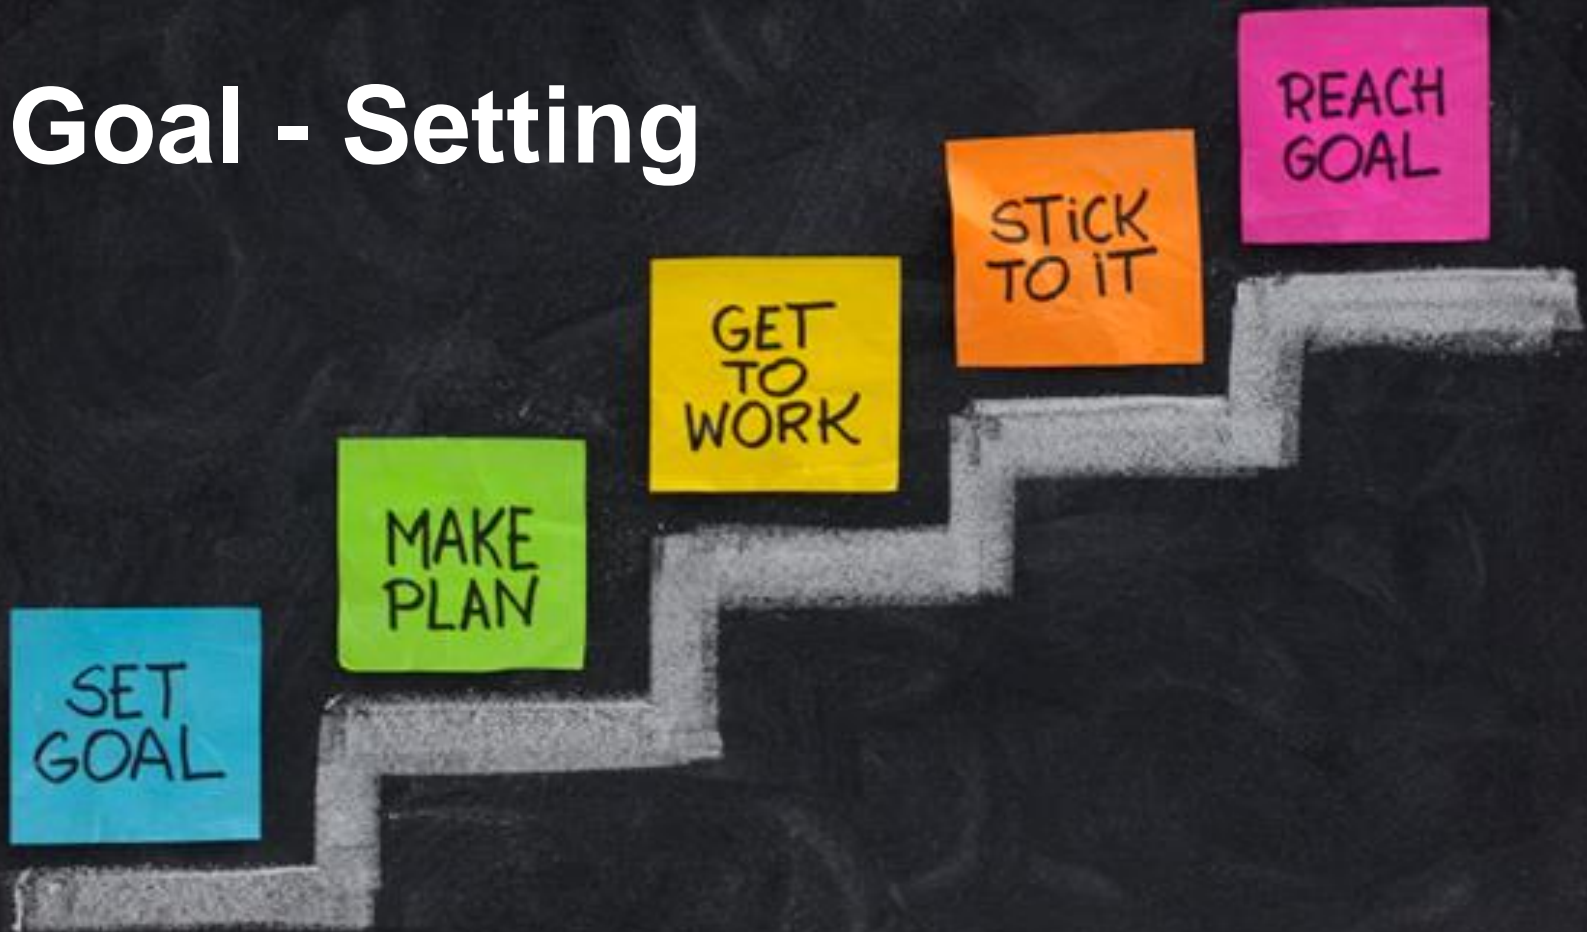 Goal - Setting
SET
GOAL
MAKE
PLAN
GET
TO
WORK
STiCK
TO iT
REACH
GOAL